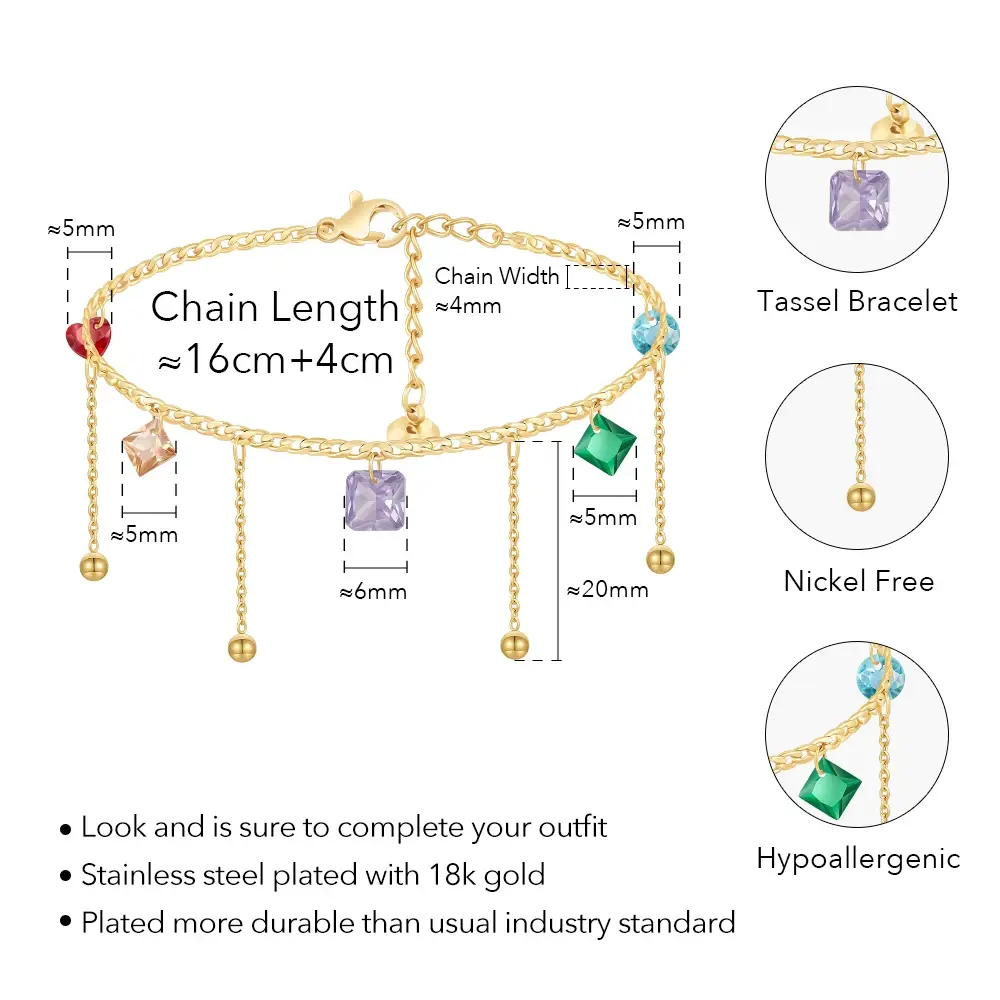 ≈5mm
≈5mm
Chain Width
≈4mm
Chain Length
≈16cm+4cm
≈5mm
≈6mm
≈5mm
≈20mm
Tassel Bracelet
Nickel Free
Hypoallergenic
• Look and is sure to complete your outfit
• Stainless steel plated with 18k gold
• Plated more durable than usual industry standard